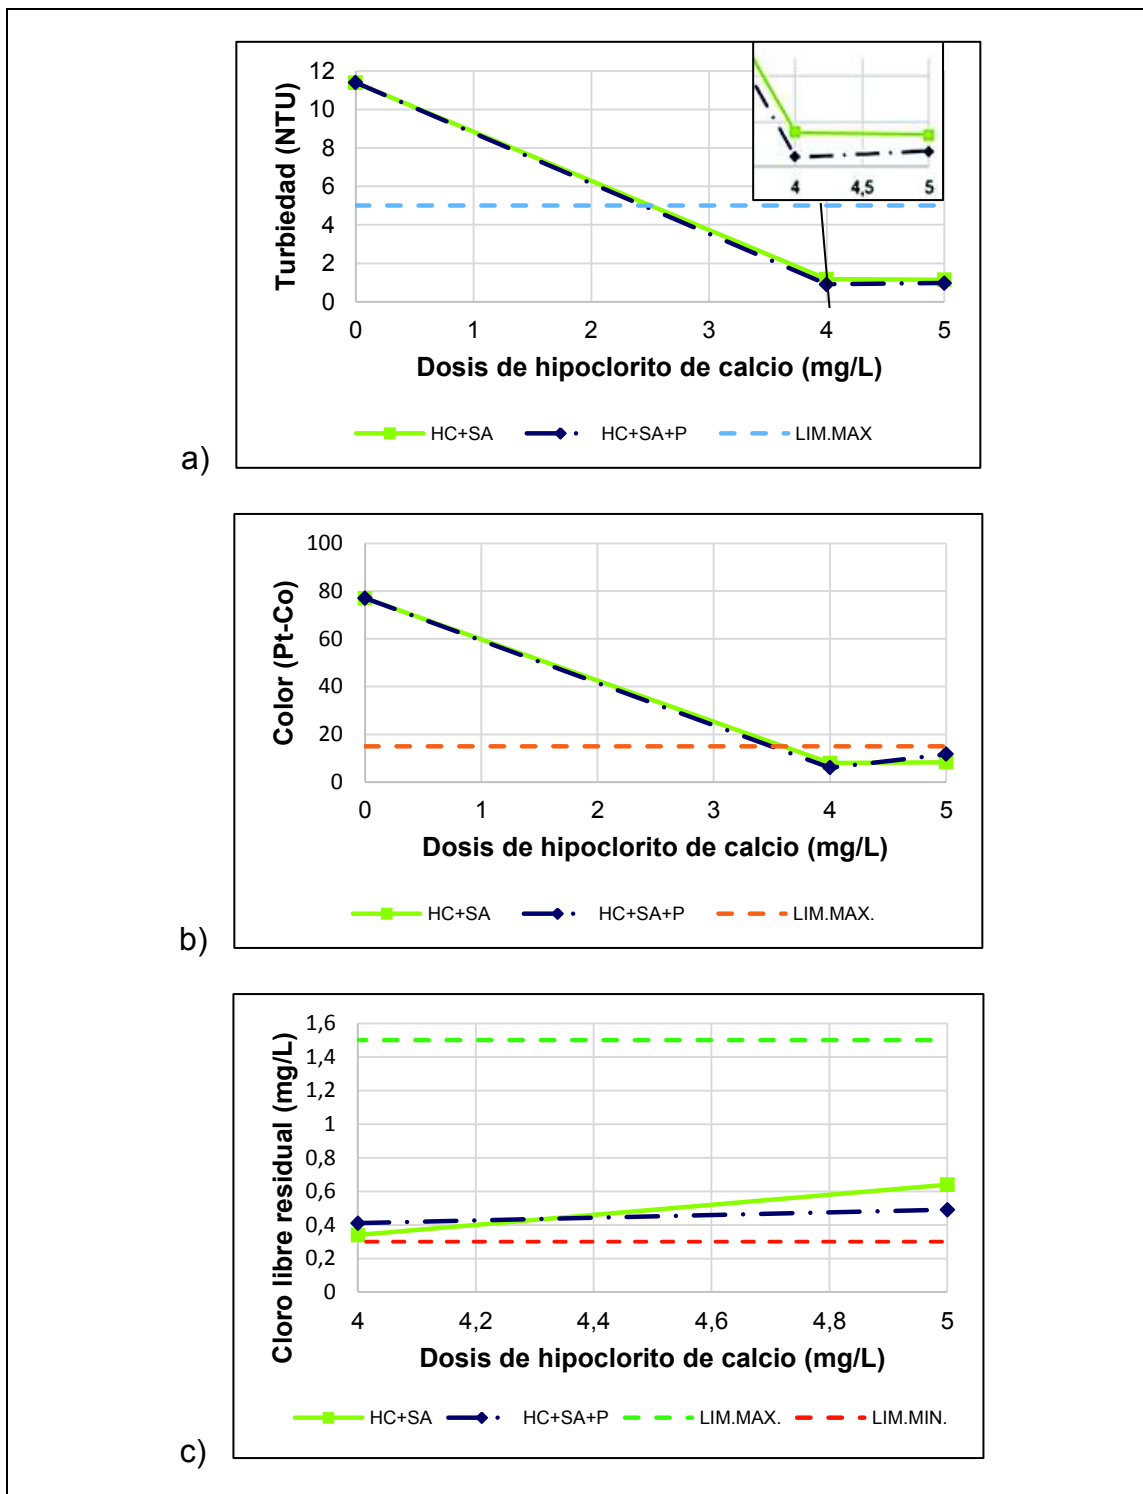 12
10
8
6
4
2
0
Turbiedad (NTU)
4 4,5 5
0 1 2 3 4 5
Dosis de hipoclorito de calcio (mg/L)
HC+SA HC+SA+P LIM.MAX
a)
100
80
60
40
20
0
Color (Pt-Co)
0 1 2 3 4 5
Dosis de hipoclorito de calcio (mg/L)
HC+SA HC+SA+P LIM.MAX.
b)
1,6
1,4
1,2
1
0,8
0,6
0,4
0,2
0
Cloro libre residual (mg/L)
4 4,2 4,4 4,6 4,8 5
Dosis de hipoclorito de calcio (mg/L)
HC+SA HC+SA+P LIM.MAX. LIM.MIN.
c)